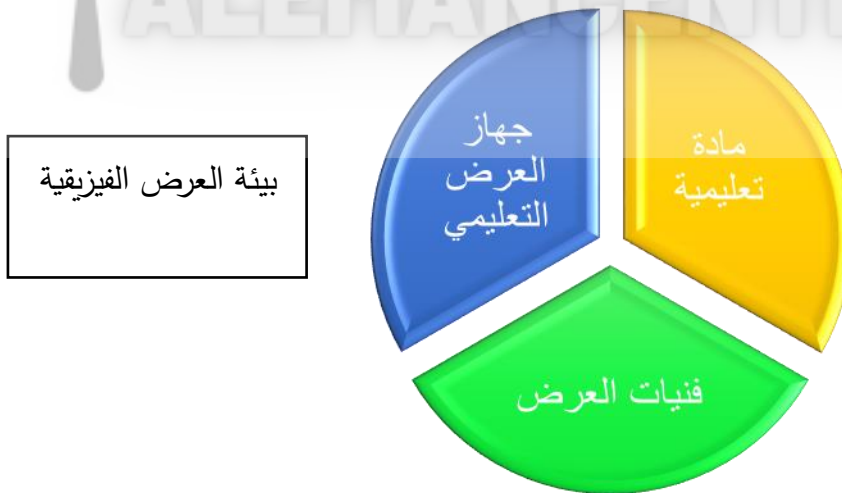 مادة
تعليمية
جهاز
العرض
التعليمي
بيئة العرض الفيزيقية
فنيات العرض